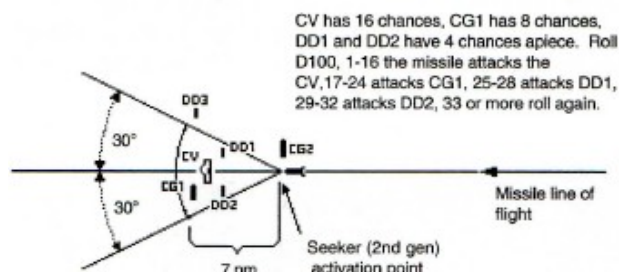 CV has 16 chances, CG1 has 8 chances,
DD1 and DD2 have 4 chances apiece. Roll
D100, 1-16 the missile attacks the
CV,17-24 attacks CG1, 25-28 attacks DD1,
29-32 attacks DD2, 33 or more roll again.
DD3
30°
DD1
CG2
CV
CG1
DD2
30°
Missile line of
flight
7 nm
Seeker (2nd gen)
activation point